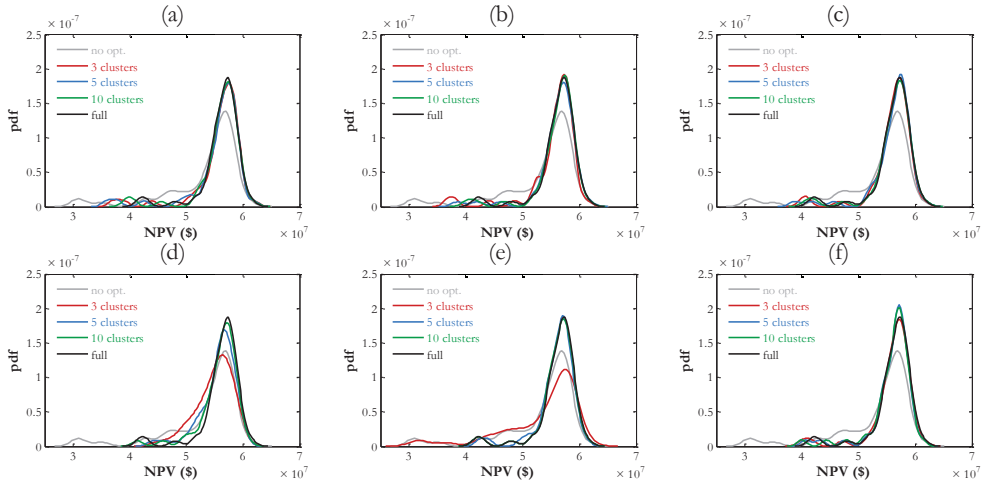 (a)
× 10⁻⁷
2.5
2
1.5
1
0.5
0
pdf
no opt.
3 clusters
5 clusters
10 clusters
full
3 4 5 6 7
NPV ($)
× 10⁷
(b)
× 10⁻⁷
2.5
2
1.5
1
0.5
0
pdf
no opt.
3 clusters
5 clusters
10 clusters
full
3 4 5 6 7
NPV ($)
× 10⁷
(c)
× 10⁻⁷
2.5
2
1.5
1
0.5
0
pdf
no opt.
3 clusters
5 clusters
10 clusters
full
3 4 5 6 7
NPV ($)
× 10⁷
(d)
× 10⁻⁷
2.5
2
1.5
1
0.5
0
pdf
no opt.
3 clusters
5 clusters
10 clusters
full
3 4 5 6 7
NPV ($)
× 10⁷
(e)
× 10⁻⁷
2.5
2
1.5
1
0.5
0
pdf
no opt.
3 clusters
5 clusters
10 clusters
full
3 4 5 6 7
NPV ($)
× 10⁷
(f)
× 10⁻⁷
2.5
2
1.5
1
0.5
0
pdf
no opt.
3 clusters
5 clusters
10 clusters
full
3 4 5 6 7
NPV ($)
× 10⁷